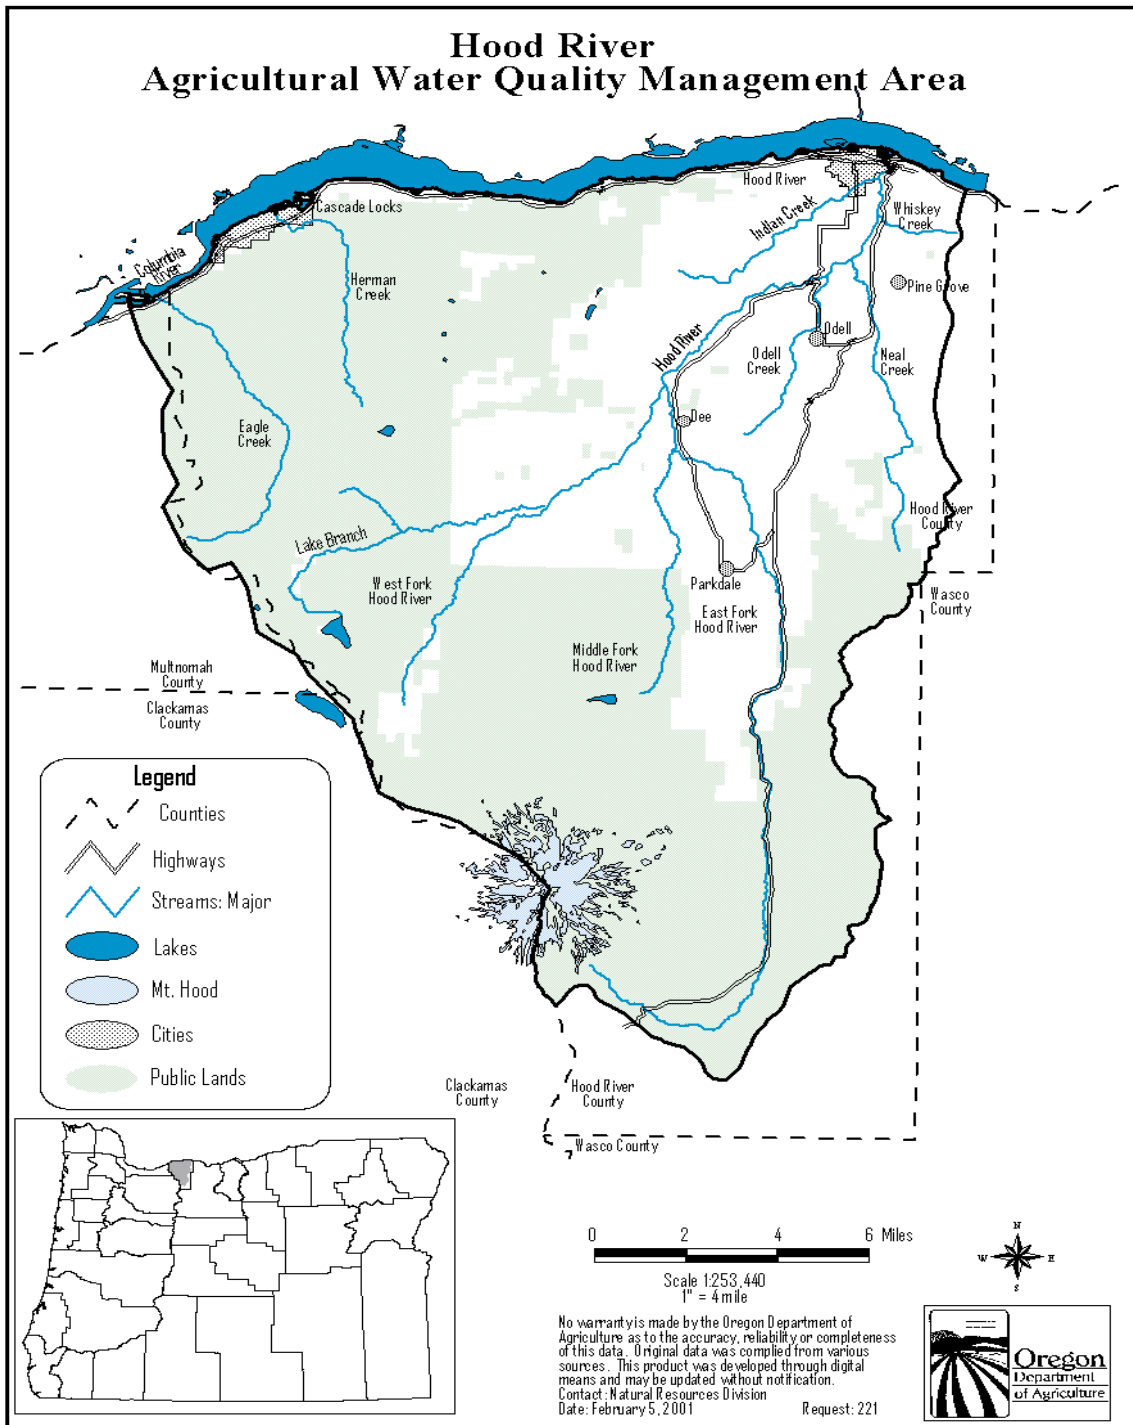 Hood River
Agricultural Water Quality Management Area
Hood River
Cascade Locks
Indian Creek
Whiskey
Creek
Columbia
River
Herman
Creek
Pine Grove
Hood River
Odell
Odell
Creek
Neal
Creek
Dee
Eagle
Creek
Hood River
County
Lake Branch
West Fork
Hood River
Parkdale
Wasco
County
East Fork
Hood River
Middle Fork
Hood River
Multnomah
County
Clackamas
County
Legend
Counties
Highways
Streams: Major
Lakes
Mt. Hood
Cities
Public Lands
Clackamas
County
Hood River
County
Wasco County
0 2 4 6 Miles
Scale 1:253,440
1" = 4 mile
N
W E
S
No warranty is made by the Oregon Department of
Agriculture as to the accuracy, reliability or completeness
of this data. Original data was complied from various
sources. This product was developed through digital
means and may be updated without notification.
Contact: Natural Resources Division
Date: February 5, 2001 Request: 221
Oregon
Department
of Agriculture